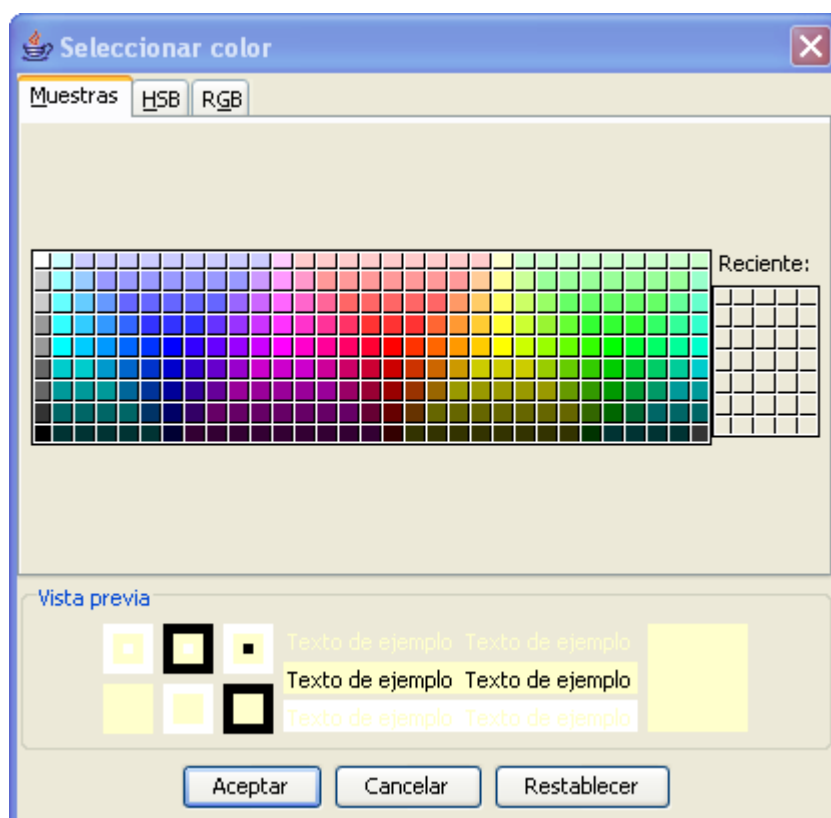 Seleccionar color
Muestras HSB RGB
Reciente:
Vista previa
Texto de ejemplo Texto de ejemplo
Texto de ejemplo Texto de ejemplo
Texto de ejemplo Texto de ejemplo
Aceptar Cancelar Restablecer